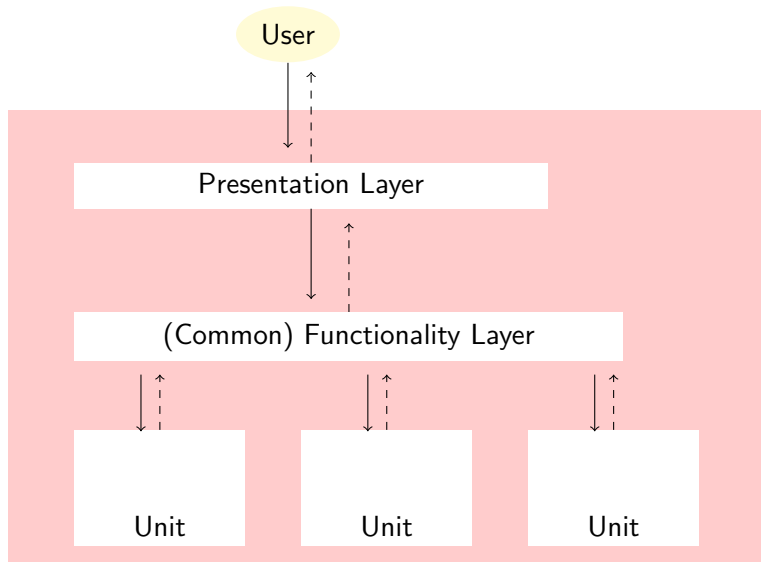 User
Presentation Layer
(Common) Functionality Layer
Unit
Unit
Unit